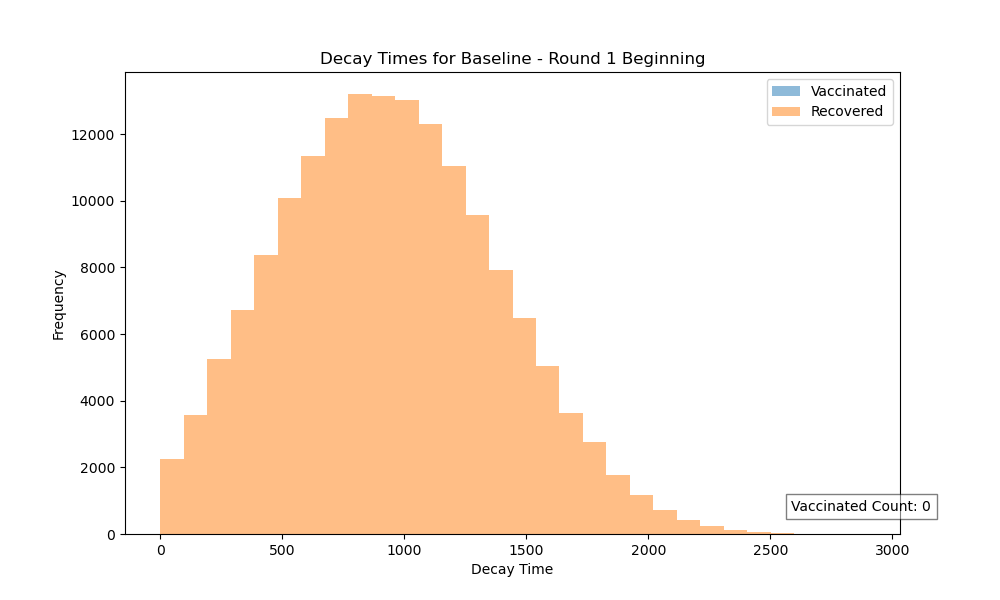 Decay Times for Baseline - Round 1 Beginning
Vaccinated
Recovered
12000
10000
8000
6000
4000
2000
0
Frequency
Vaccinated Count: 0
0
500
1000
1500
2000
2500
3000
Decay Time